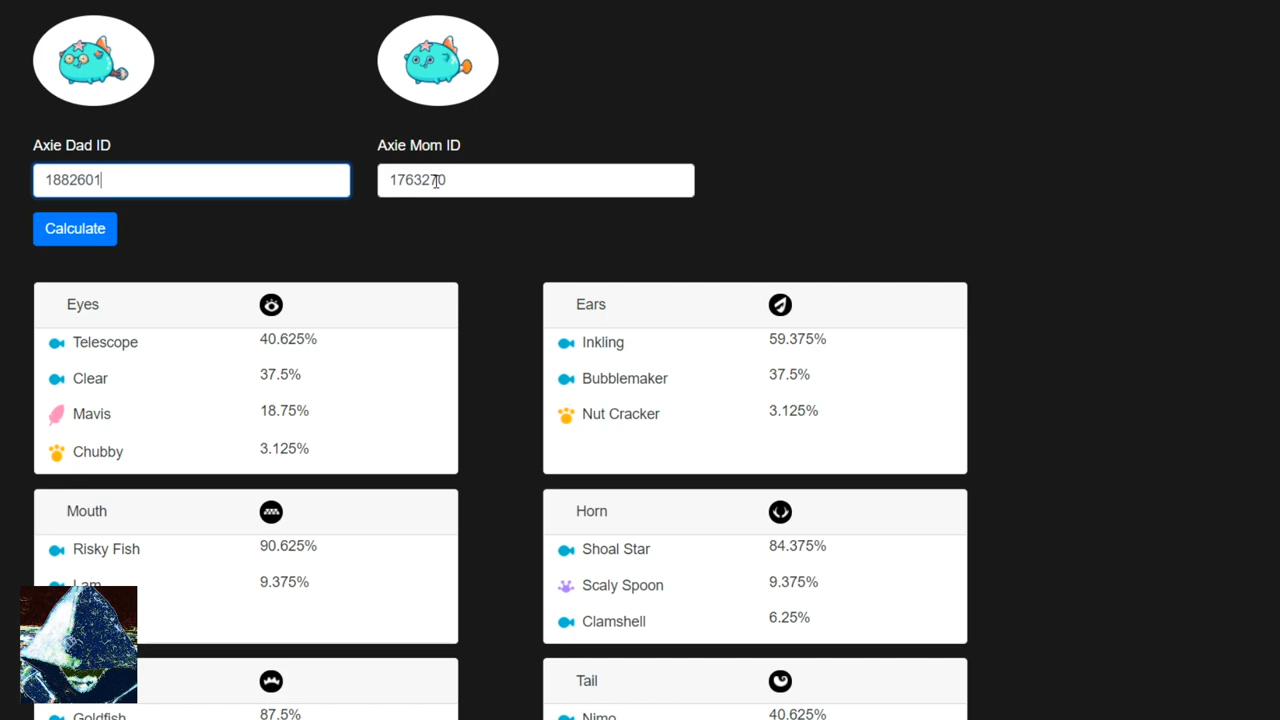 Axie Dad ID
Axie Mom ID
1882601
1763270
Calculate
Eyes
Telescope 40.625%
Clear 37.5%
Mavis 18.75%
Chubby 3.125%
Ears
Inkling 59.375%
Bubblemaker 37.5%
Nut Cracker 3.125%
Mouth
Risky Fish 90.625%
Lam 9.375%
Horn
Shoal Star 84.375%
Scaly Spoon 9.375%
Clamshell 6.25%
Goldfish 87.5%
Tail
Nimo 40.625%